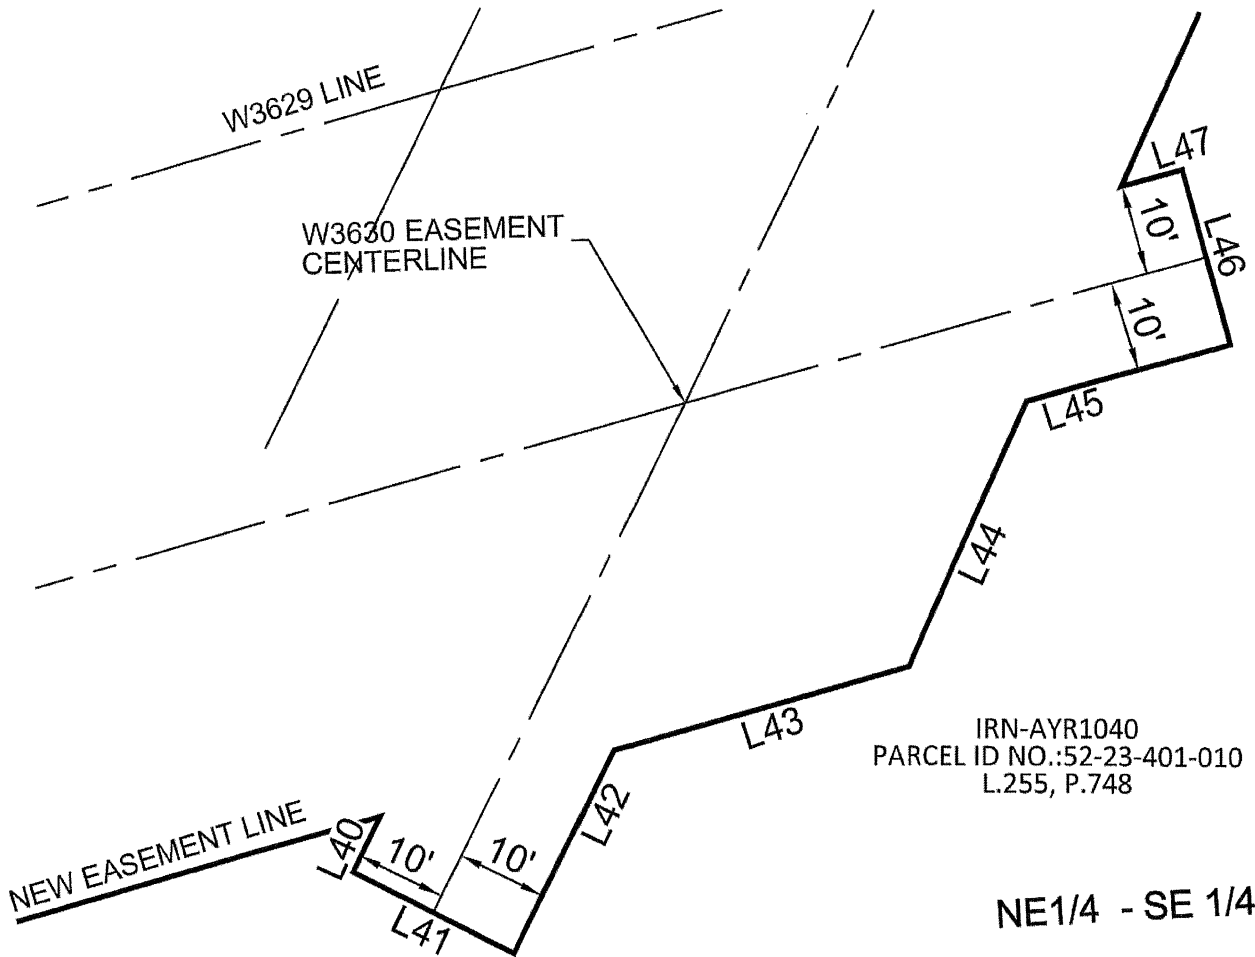 W3629 LINE
W3630 EASEMENT
CENTERLINE
L47
10'
L46
10'
L45
L44
L43
IRN-AYR1040
PARCEL ID NO.:52-23-401-010
L.255, P.748
L42
NEW EASEMENT LINE
L40
10'
10'
L41
NE1/4 - SE 1/4